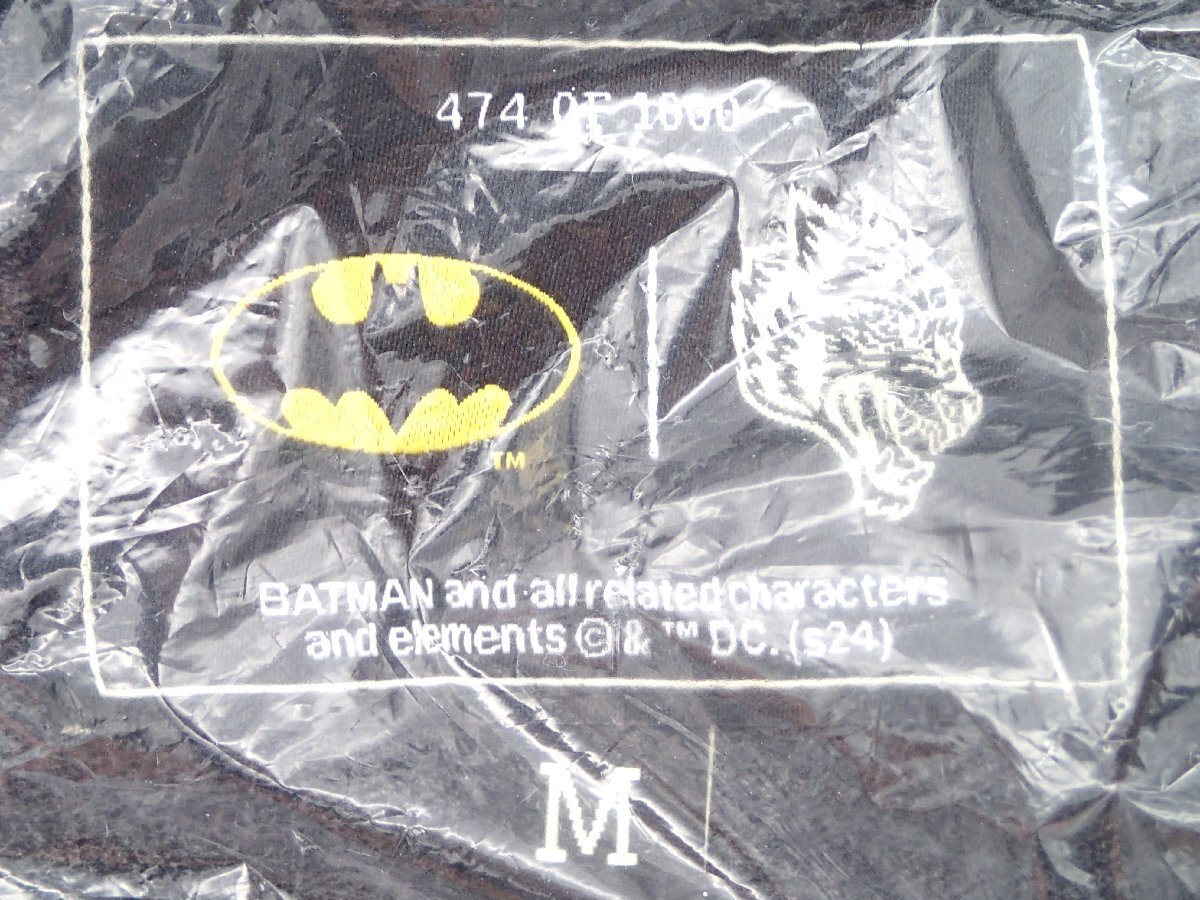 474 OF 1000
TM
BATMAN and all related characters
and elements © & ™ DC. (s24)
M